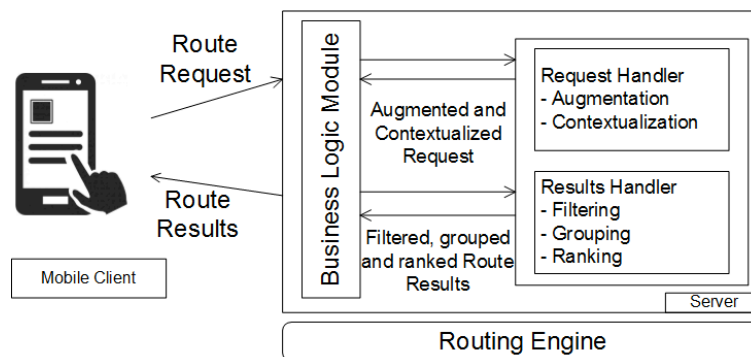 Route
Request
Route
Results
Mobile Client
Business Logic Module
Augmented and
Contextualized
Request
Filtered, grouped
and ranked Route
Results
Request Handler
- Augmentation
- Contextualization
Results Handler
- Filtering
- Grouping
- Ranking
Server
Routing Engine